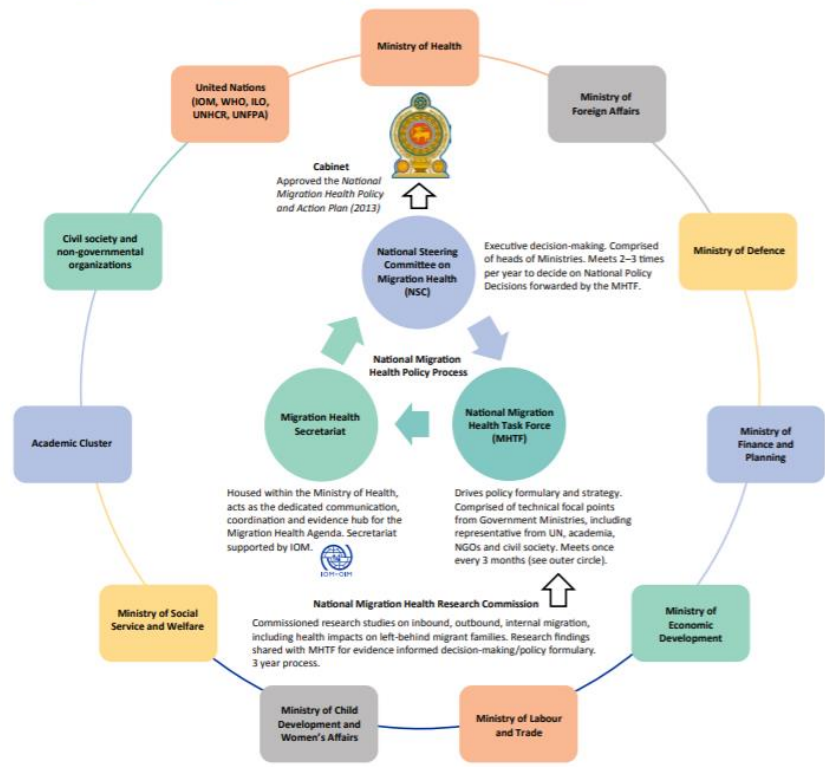 Ministry of Health
United Nations
(IOM, WHO, ILO,
UNHCR, UNFPA)
Ministry of
Foreign Affairs
Cabinet
Approved the National
Migration Health Policy
and Action Plan (2013)
Civil society and
non-governmental
organizations
National Steering
Committee on
Migration Health
(NSC)
Executive decision-making. Comprised
of heads of Ministries. Meets 2–3 times
per year to decide on National Policy
Decisions forwarded by the MHTF.
Ministry of Defence
National Migration
Health Policy Process
Academic Cluster
Migration Health
Secretariat
National Migration
Health Task Force
(MHTF)
Ministry of
Finance and
Planning
Housed within the Ministry of Health,
acts as the dedicated communication,
coordination and evidence hub for the
Migration Health Agenda. Secretariat
supported by IOM.
IOM•OIM
Drives policy formulary and strategy.
Comprised of technical focal points
from Government Ministries, including
representative from UN, academia,
NGOs and civil society. Meets once
every 3 months (see outer circle).
Ministry of Social
Service and Welfare
National Migration Health Research Commission
Commissioned research studies on inbound, outbound, internal migration,
including health impacts on left-behind migrant families. Research findings
shared with MHTF for evidence informed decision-making/policy formulary.
3 year process.
Ministry of
Economic
Development
Ministry of Child
Development and
Women's Affairs
Ministry of Labour
and Trade